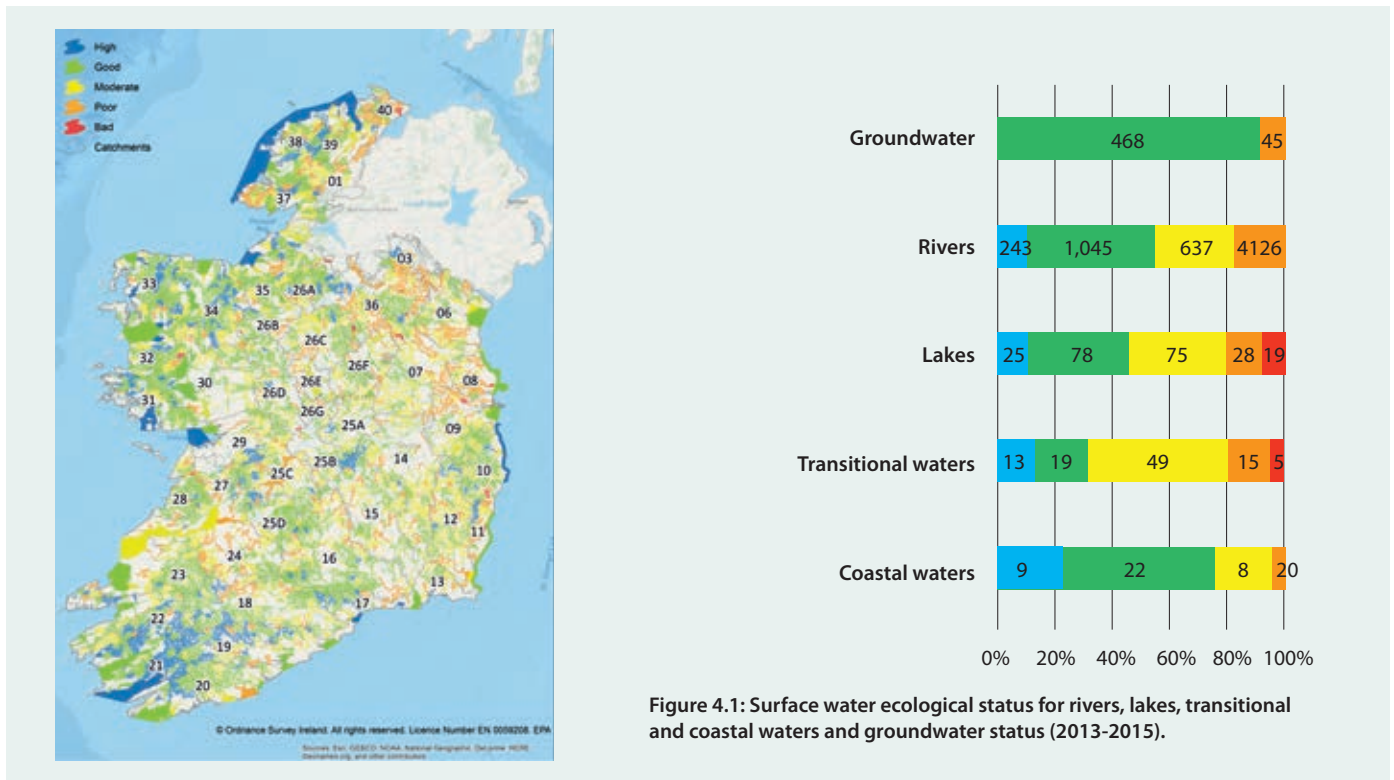 High
Good
Moderate
Poor
Bad
Catchments
40
38
39
01
37
03
33
35
26A
34
36
06
26B
26C
32
26F
30
26E
07
08
26D
31
26G
25A
09
29
25B
14
10
25C
27
28
15
12
25D
11
24
16
23
13
18
17
22
19
21
20
© Ordnance Survey Ireland. All rights reserved. Licence Number EN 0059208. EPA
Groundwater
468
45
Rivers
243
1,045
637
4126
Lakes
25
78
75
28
19
Transitional waters
13
19
49
15
5
Coastal waters
9
22
8
20
0% 20% 40% 60% 80% 100%
Figure 4.1: Surface water ecological status for rivers, lakes, transitional
and coastal waters and groundwater status (2013-2015).